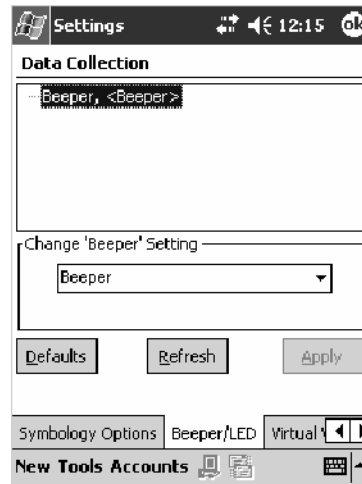 Settings 12:15 ok
Data Collection
Beeper, <Beeper>
Change 'Beeper' Setting
Beeper
Defaults Refresh Apply
Symbology Options Beeper/LED Virtual
New Tools Accounts